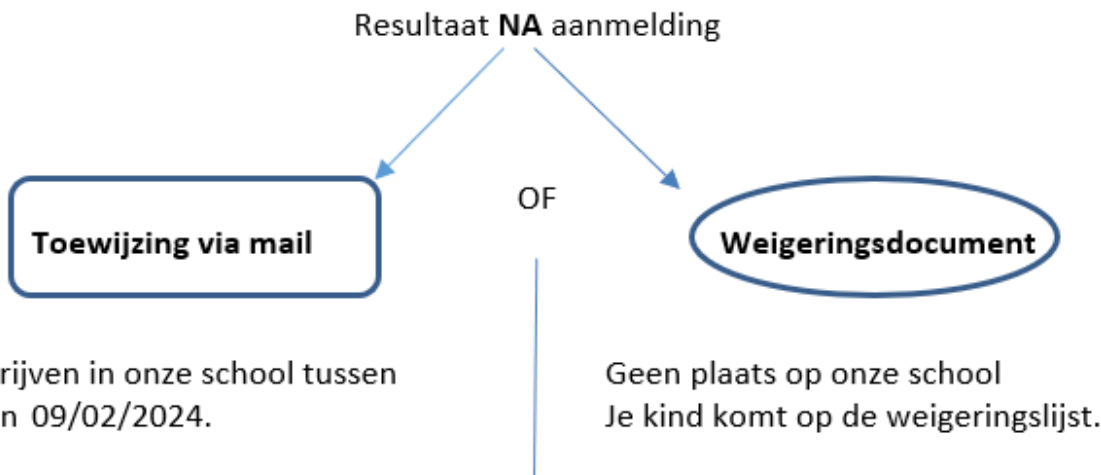 Resultaat NA aanmelding
OF
Toewijzing via mail
Weigeringsdocument
rijven in onze school tussen
n 09/02/2024.
Geen plaats op onze school
Je kind komt op de weigeringslijst.